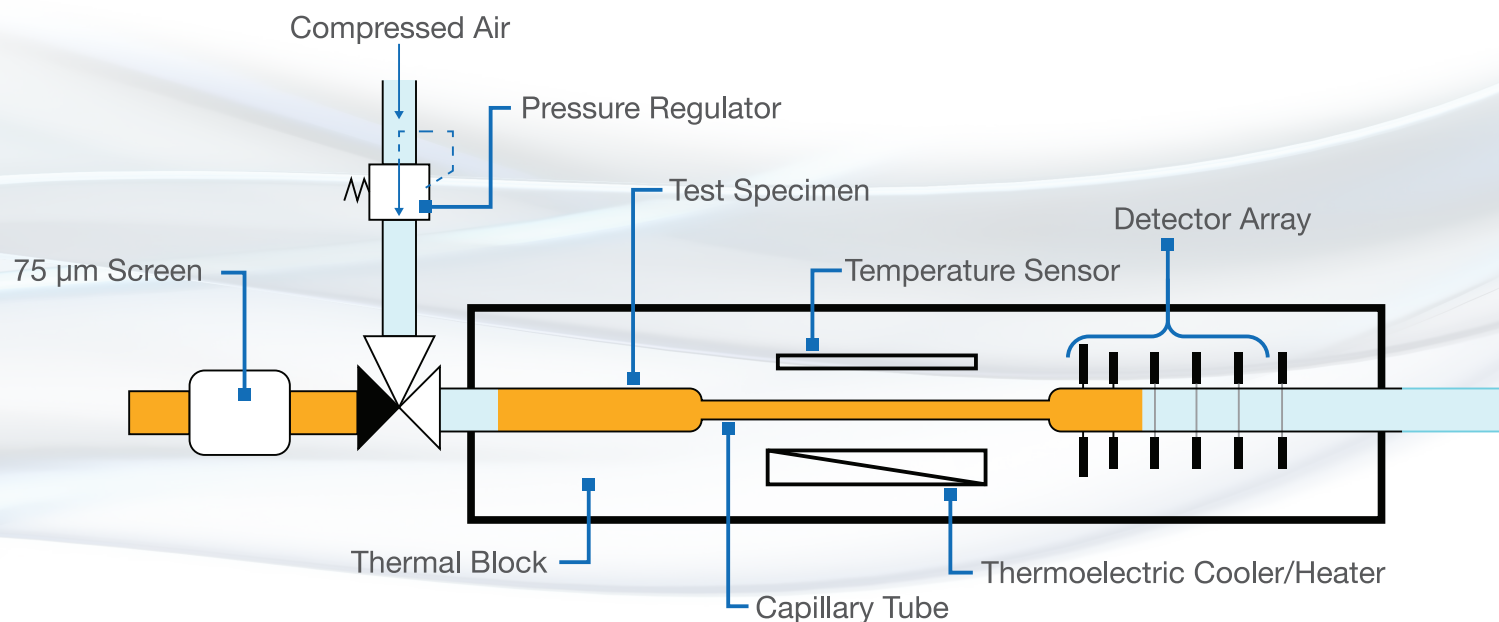 Compressed Air
Pressure Regulator
Test Specimen
Detector Array
75 µm Screen
Temperature Sensor
Thermal Block
Thermoelectric Cooler/Heater
Capillary Tube